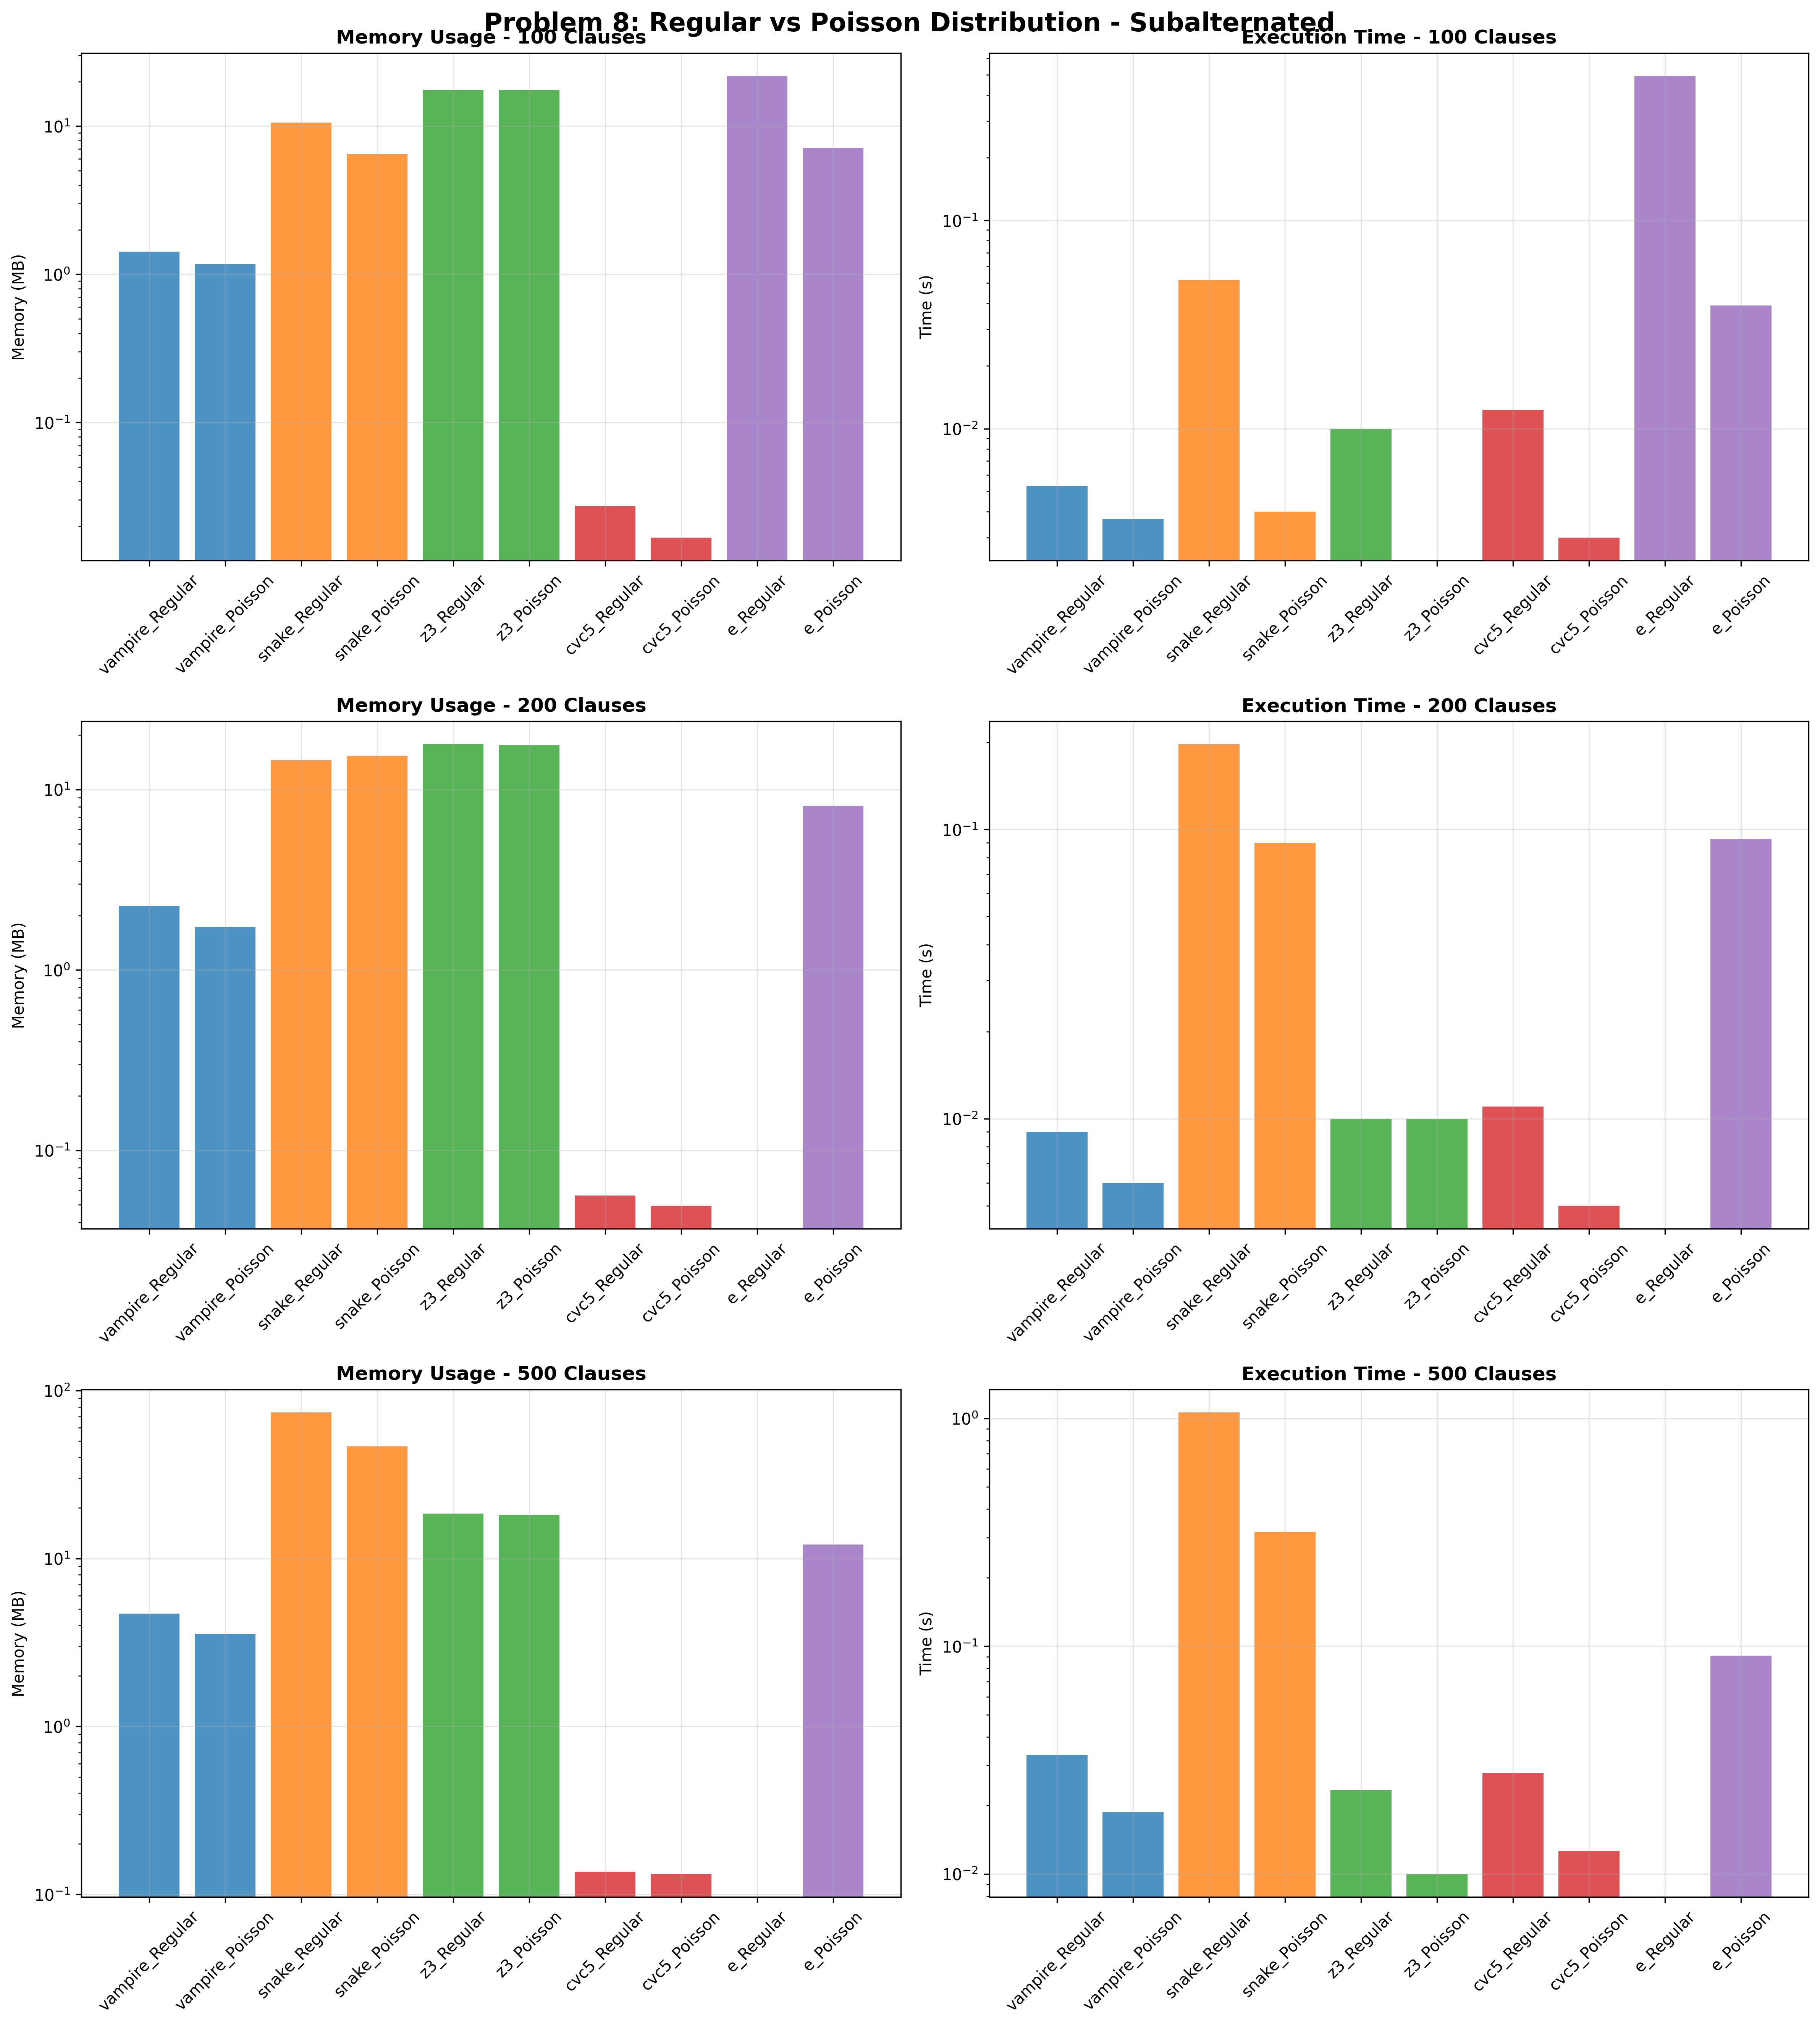 Problem 8: Regular vs Poisson Distribution - Subalternated
Memory Usage - 100 Clauses
Memory (MB)
10¹
10⁰
10⁻¹
vampire_Regular
vampire_Poisson
snake_Regular
snake_Poisson
z3_Regular
z3_Poisson
cvc5_Regular
cvc5_Poisson
e_Regular
e_Poisson
Execution Time - 100 Clauses
Time (s)
10⁻¹
10⁻²
vampire_Regular
vampire_Poisson
snake_Regular
snake_Poisson
z3_Regular
z3_Poisson
cvc5_Regular
cvc5_Poisson
e_Regular
e_Poisson
Memory Usage - 200 Clauses
Memory (MB)
10¹
10⁰
10⁻¹
vampire_Regular
vampire_Poisson
snake_Regular
snake_Poisson
z3_Regular
z3_Poisson
cvc5_Regular
cvc5_Poisson
e_Regular
e_Poisson
Execution Time - 200 Clauses
Time (s)
10⁻¹
10⁻²
vampire_Regular
vampire_Poisson
snake_Regular
snake_Poisson
z3_Regular
z3_Poisson
cvc5_Regular
cvc5_Poisson
e_Regular
e_Poisson
Memory Usage - 500 Clauses
Memory (MB)
10²
10¹
10⁰
10⁻¹
vampire_Regular
vampire_Poisson
snake_Regular
snake_Poisson
z3_Regular
z3_Poisson
cvc5_Regular
cvc5_Poisson
e_Regular
e_Poisson
Execution Time - 500 Clauses
Time (s)
10⁰
10⁻¹
10⁻²
vampire_Regular
vampire_Poisson
snake_Regular
snake_Poisson
z3_Regular
z3_Poisson
cvc5_Regular
cvc5_Poisson
e_Regular
e_Poisson